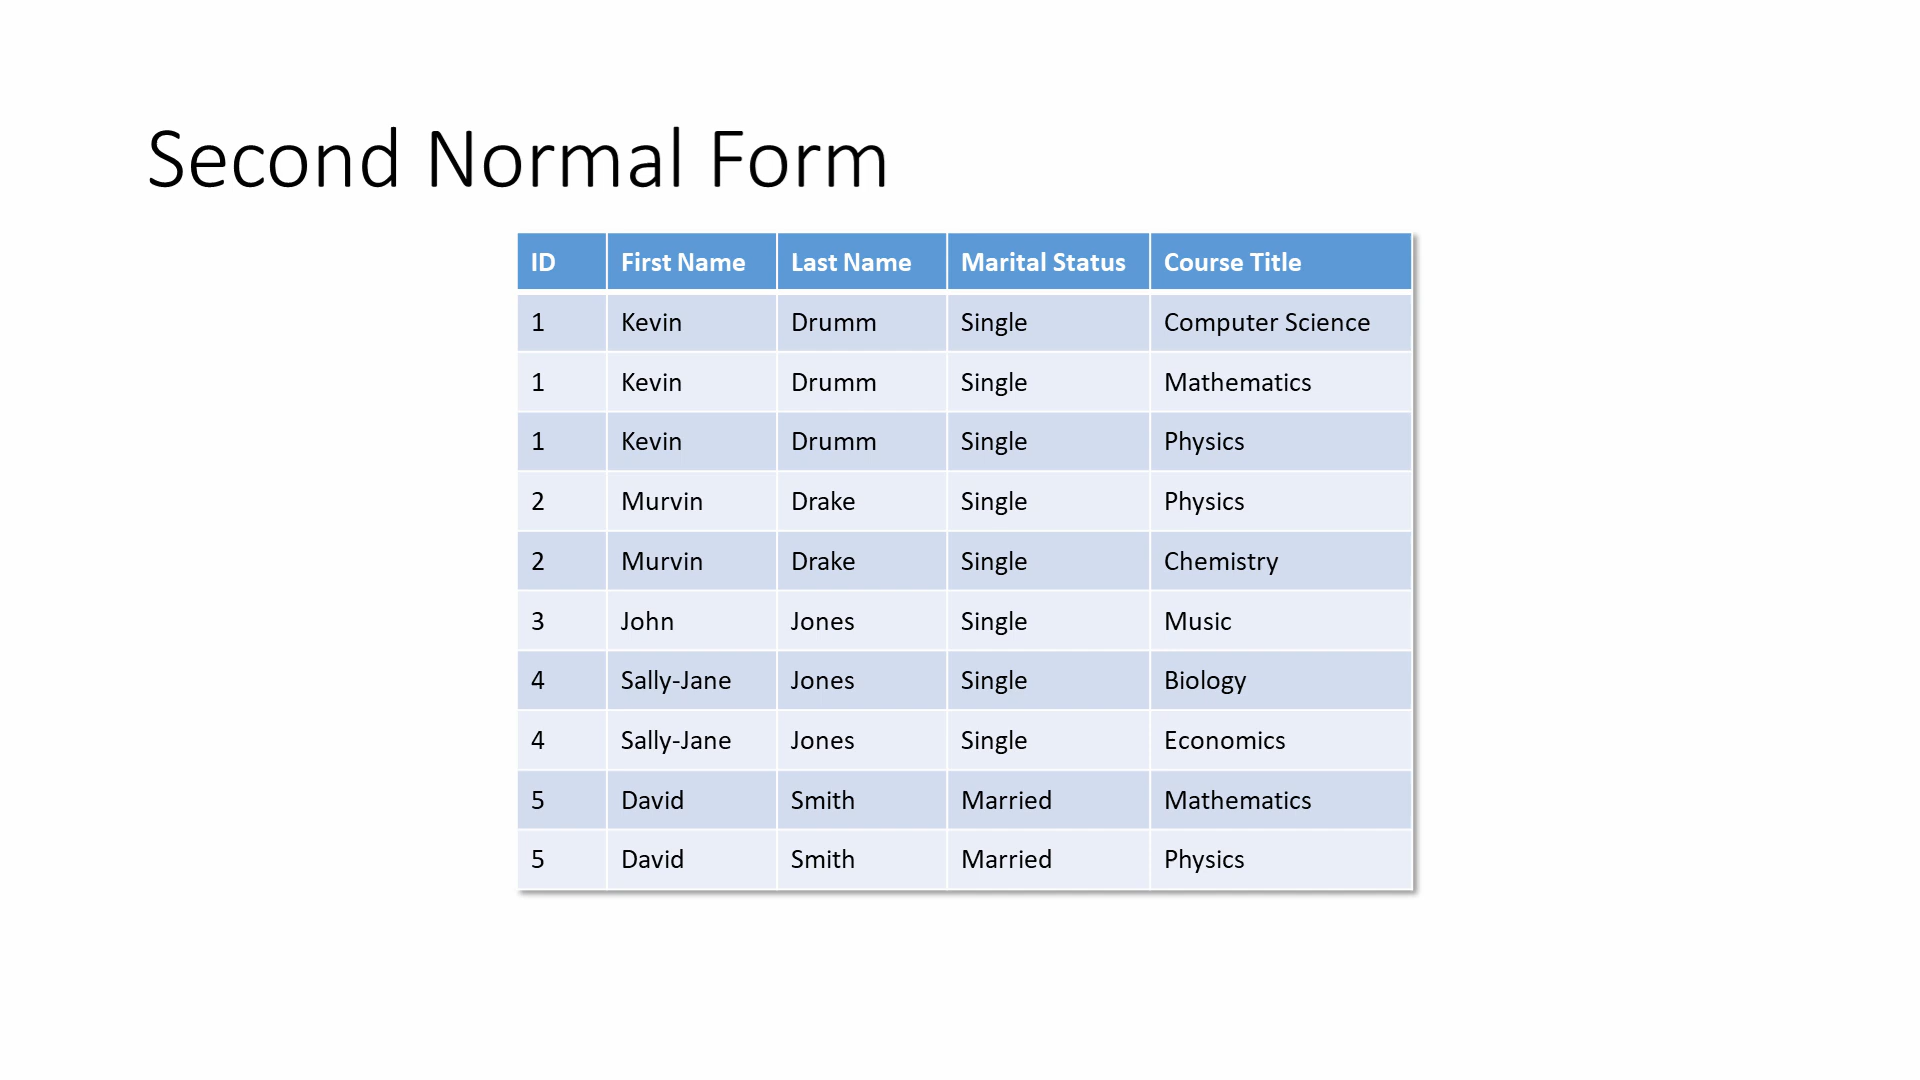 Second Normal Form
ID First Name Last Name Marital Status Course Title
1 Kevin Drumm Single Computer Science
1 Kevin Drumm Single Mathematics
1 Kevin Drumm Single Physics
2 Murvin Drake Single Physics
2 Murvin Drake Single Chemistry
3 John Jones Single Music
4 Sally-Jane Jones Single Biology
4 Sally-Jane Jones Single Economics
5 David Smith Married Mathematics
5 David Smith Married Physics